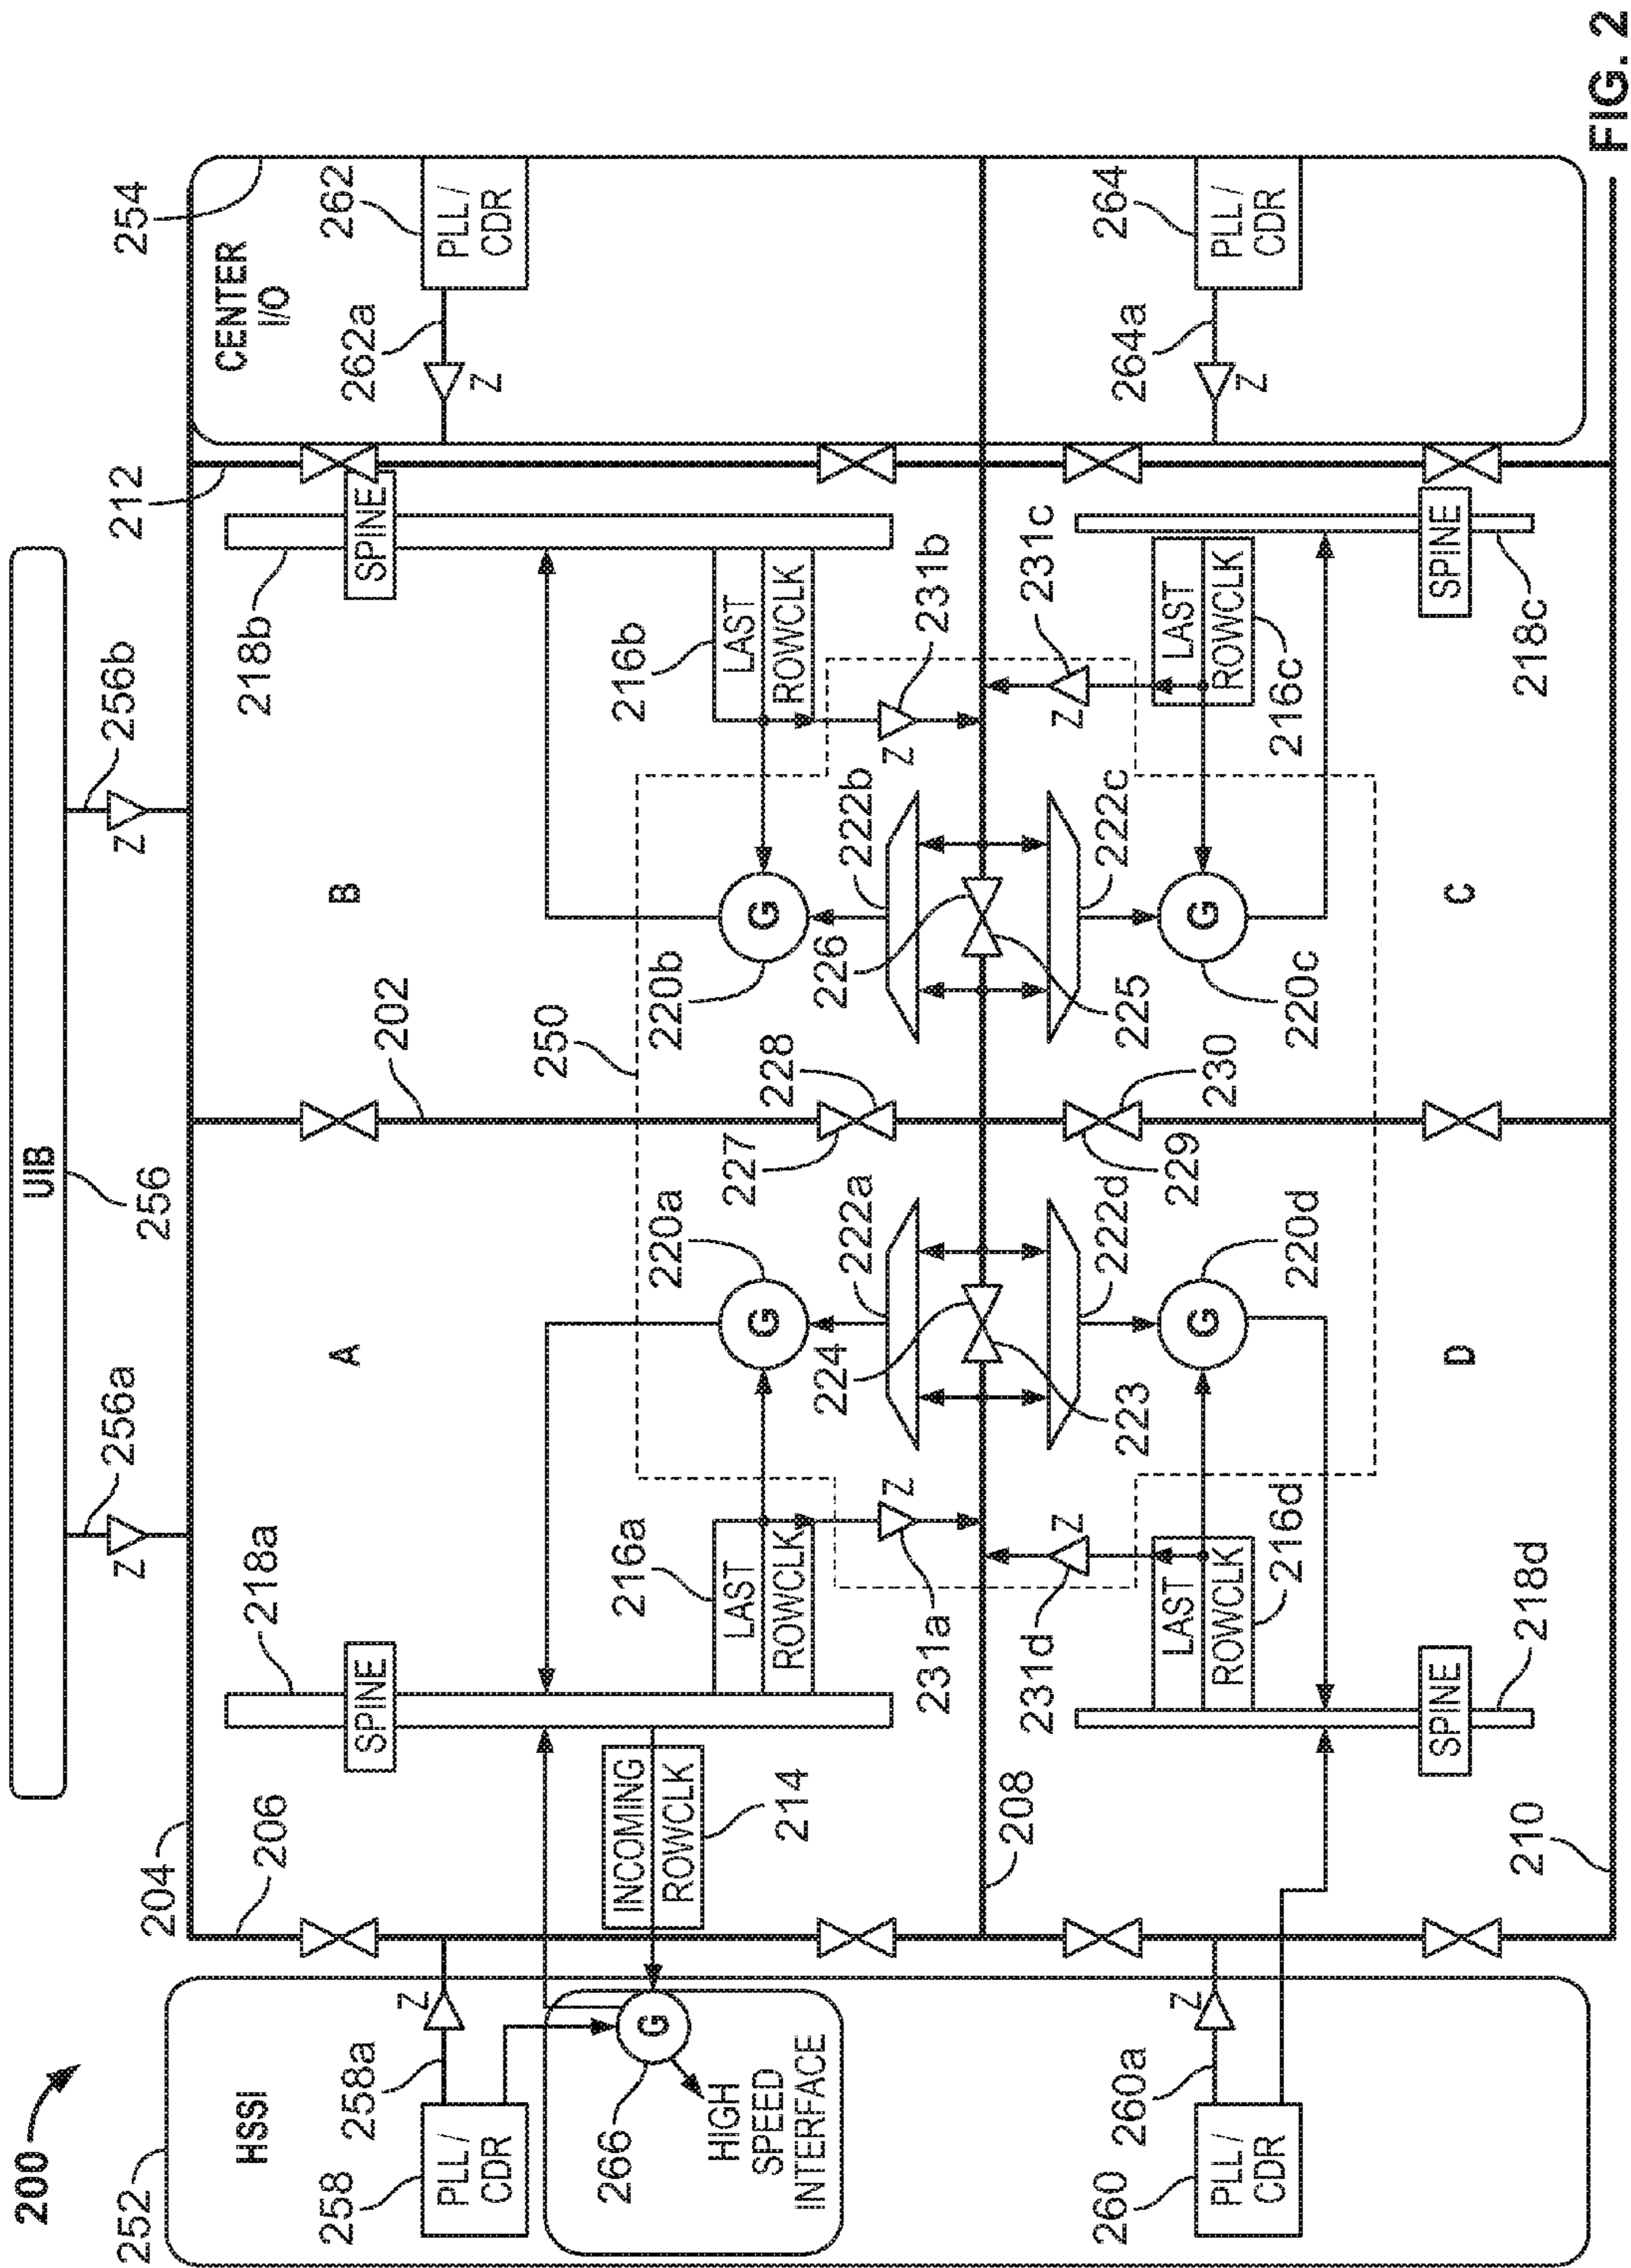 200
252
HSSI
258
PLL /
CDR
258a
Z
266
G
HIGH
SPEED
INTERFACE
260
PLL /
CDR
260a
Z
UIB
256
256a
Z
256b
Z
204
206
INCOMING
ROWCLK
214
208
210
218a
SPINE
A
216a
LAST
ROWCLK
231a
Z
220a
G
222a
224
223
222d
220d
G
231d
Z
LAST
ROWCLK
216d
SPINE
218d
D
202
250
227
228
229
230
B
218b
SPINE
216b
LAST
ROWCLK
231b
Z
220b
G
222b
226
225
222c
220c
G
231c
Z
LAST
ROWCLK
216c
SPINE
218c
C
212
254
CENTER
I/O
262
PLL /
CDR
262a
Z
264
PLL /
CDR
264a
Z
FIG. 2